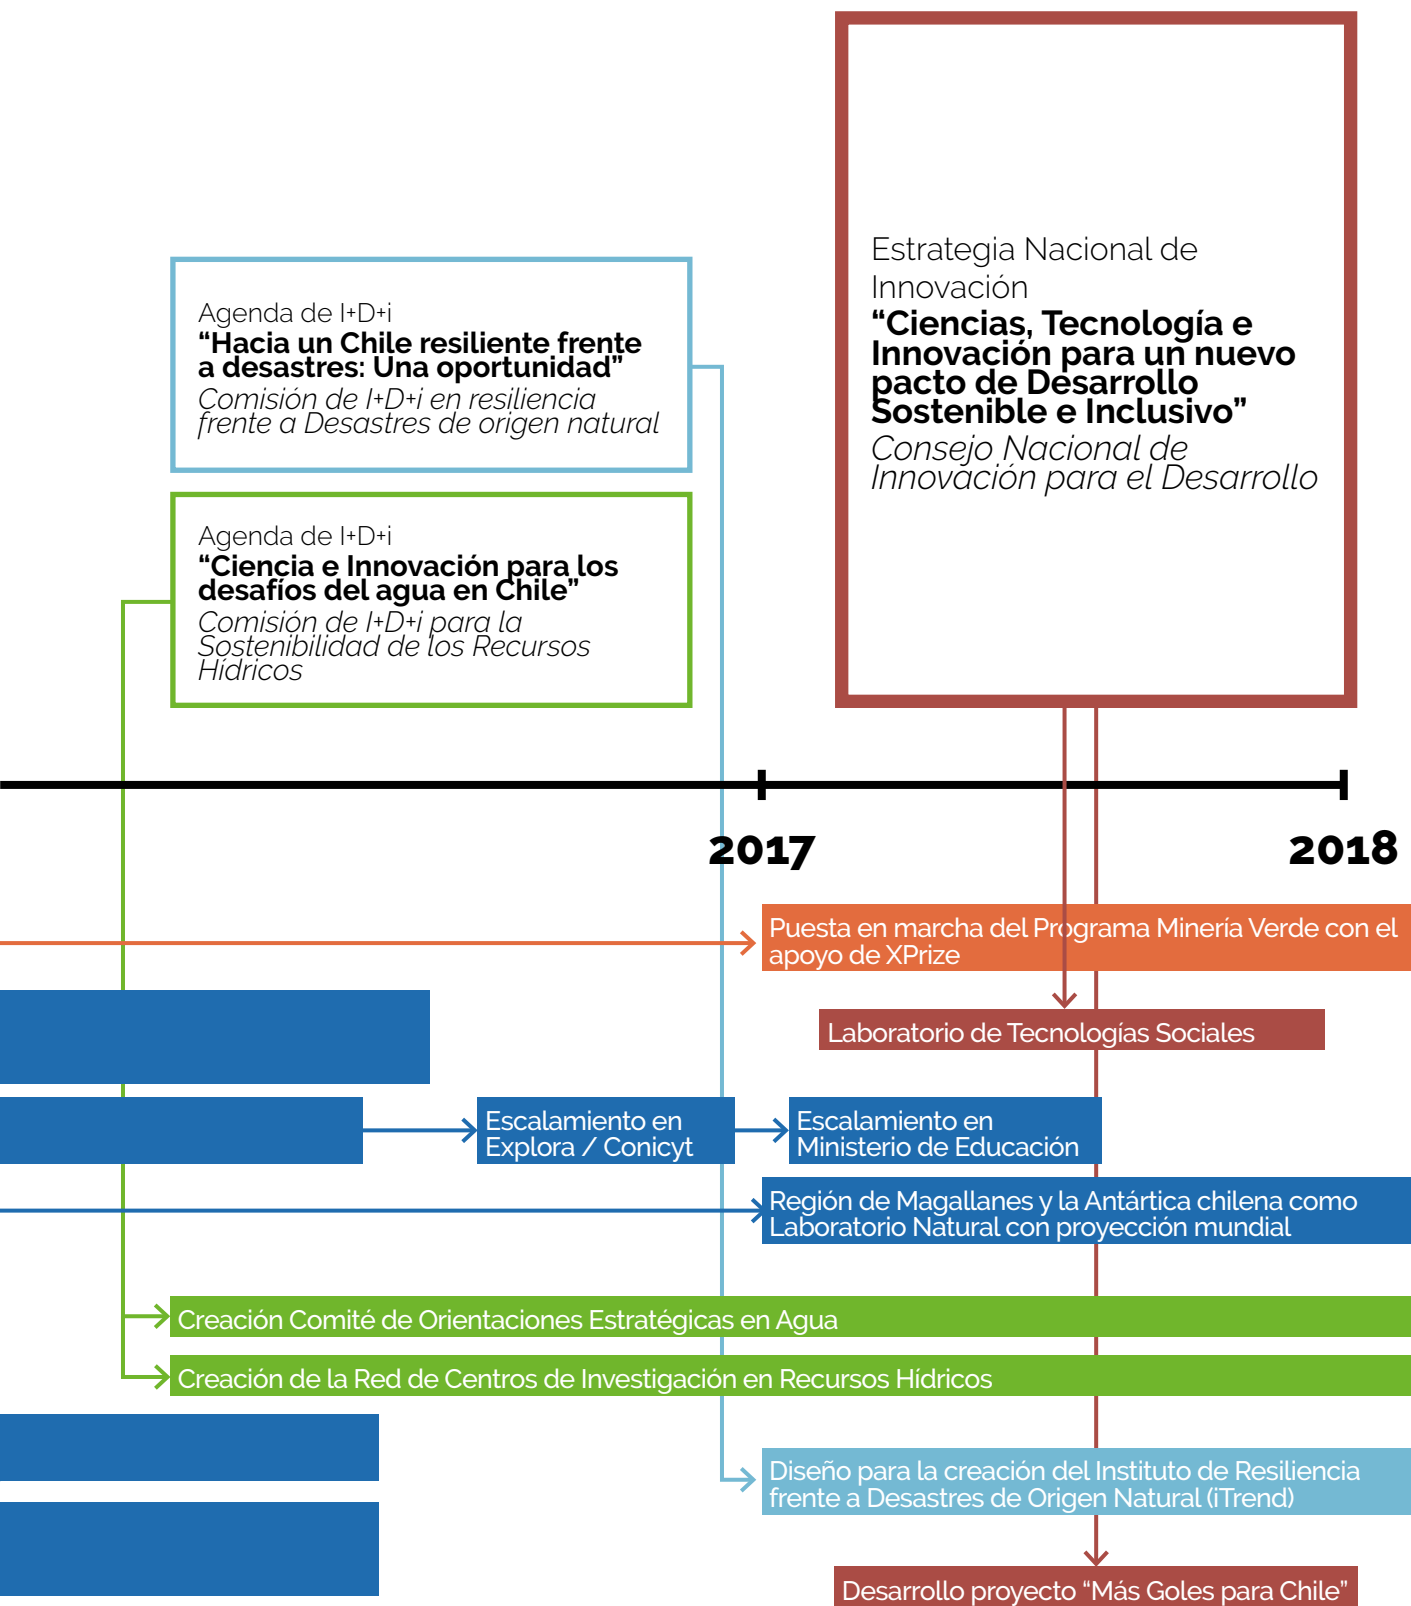 Estrategia Nacional de
Innovación
“Ciencias, Tecnología e
Innovación para un nuevo
pacto de Desarrollo
Sostenible e Inclusivo”
Consejo Nacional de
Innovación para el Desarrollo
Agenda de I+D+i
“Hacia un Chile resiliente frente
a desastres: Una oportunidad”
Comisión de I+D+i en resiliencia
frente a Desastres de origen natural
Agenda de I+D+i
“Ciencia e Innovación para los
desafíos del agua en Chile”
Comisión de I+D+i para la
Sostenibilidad de los Recursos
Hídricos
2017
2018
Puesta en marcha del Programa Minería Verde con el
apoyo de XPrize
Laboratorio de Tecnologías Sociales
Escalamiento en
Explora / Conicyt
Escalamiento en
Ministerio de Educación
Región de Magallanes y la Antártica chilena como
Laboratorio Natural con proyección mundial
Creación Comité de Orientaciones Estratégicas en Agua
Creación de la Red de Centros de Investigación en Recursos Hídricos
Diseño para la creación del Instituto de Resiliencia
frente a Desastres de Origen Natural (iTrend)
Desarrollo proyecto “Más Goles para Chile”